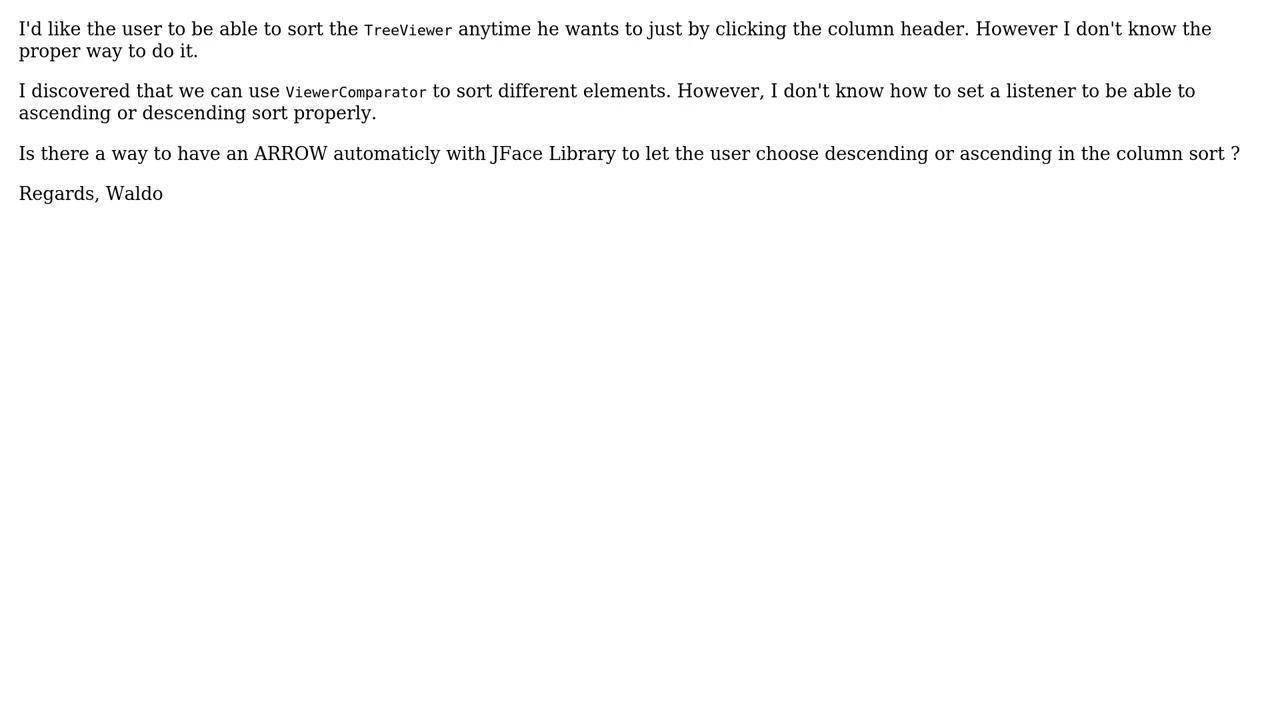 I'd like the user to be able to sort the TreeViewer anytime he wants to just by clicking the column header. However I don't know the
proper way to do it.
I discovered that we can use ViewerComparator to sort different elements. However, I don't know how to set a listener to be able to
ascending or descending sort properly.
Is there a way to have an ARROW automaticly with JFace Library to let the user choose descending or ascending in the column sort ?
Regards, Waldo